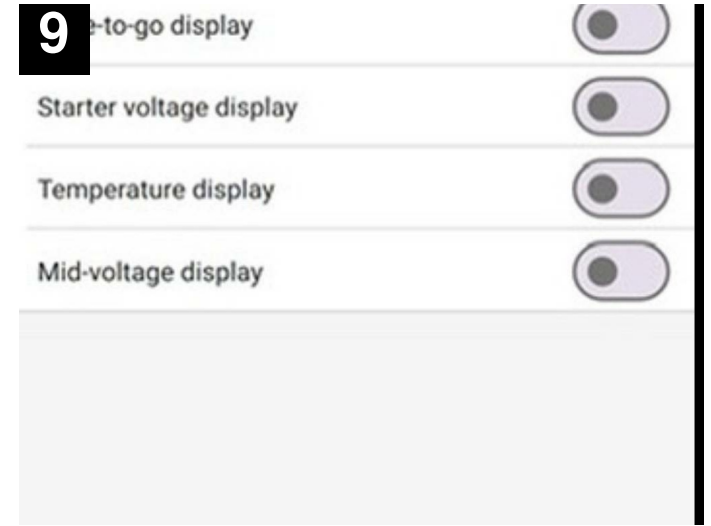 9
e-to-go display
Starter voltage display
Temperature display
Mid-voltage display